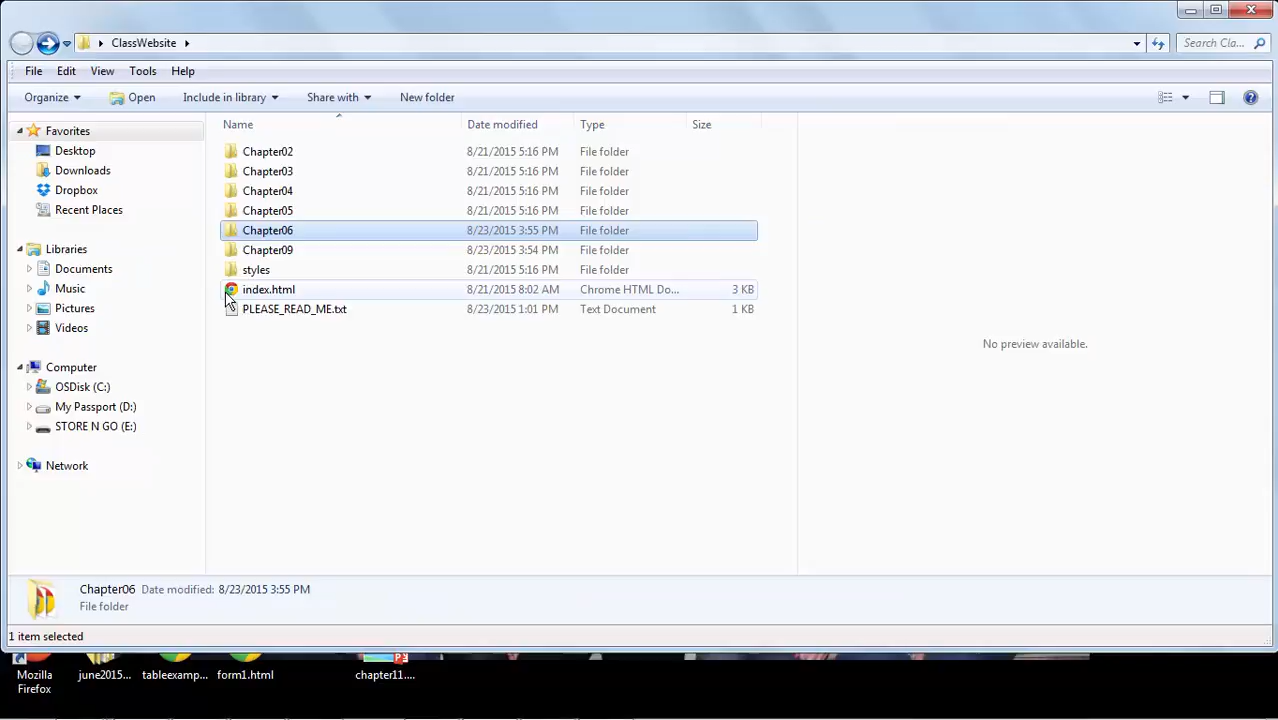 ClassWebsite
Search Cla...
File Edit View Tools Help
Organize Open Include in library Share with New folder
Name Date modified Type Size
Favorites
Desktop
Downloads
Dropbox
Recent Places
Libraries
Documents
Music
Pictures
Videos
Computer
OSDisk (C:)
My Passport (D:)
STORE N GO (E:)
Network
Chapter02 8/21/2015 5:16 PM File folder
Chapter03 8/21/2015 5:16 PM File folder
Chapter04 8/21/2015 5:16 PM File folder
Chapter05 8/21/2015 5:16 PM File folder
Chapter06 8/23/2015 3:55 PM File folder
Chapter09 8/23/2015 3:54 PM File folder
styles 8/21/2015 5:16 PM File folder
index.html 8/21/2015 8:02 AM Chrome HTML Do... 3 KB
PLEASE_READ_ME.txt 8/23/2015 1:01 PM Text Document 1 KB
No preview available.
Chapter06 Date modified: 8/23/2015 3:55 PM
File folder
1 item selected
Mozilla Firefox
june2015...
tableexamp...
form1.html
chapter11....